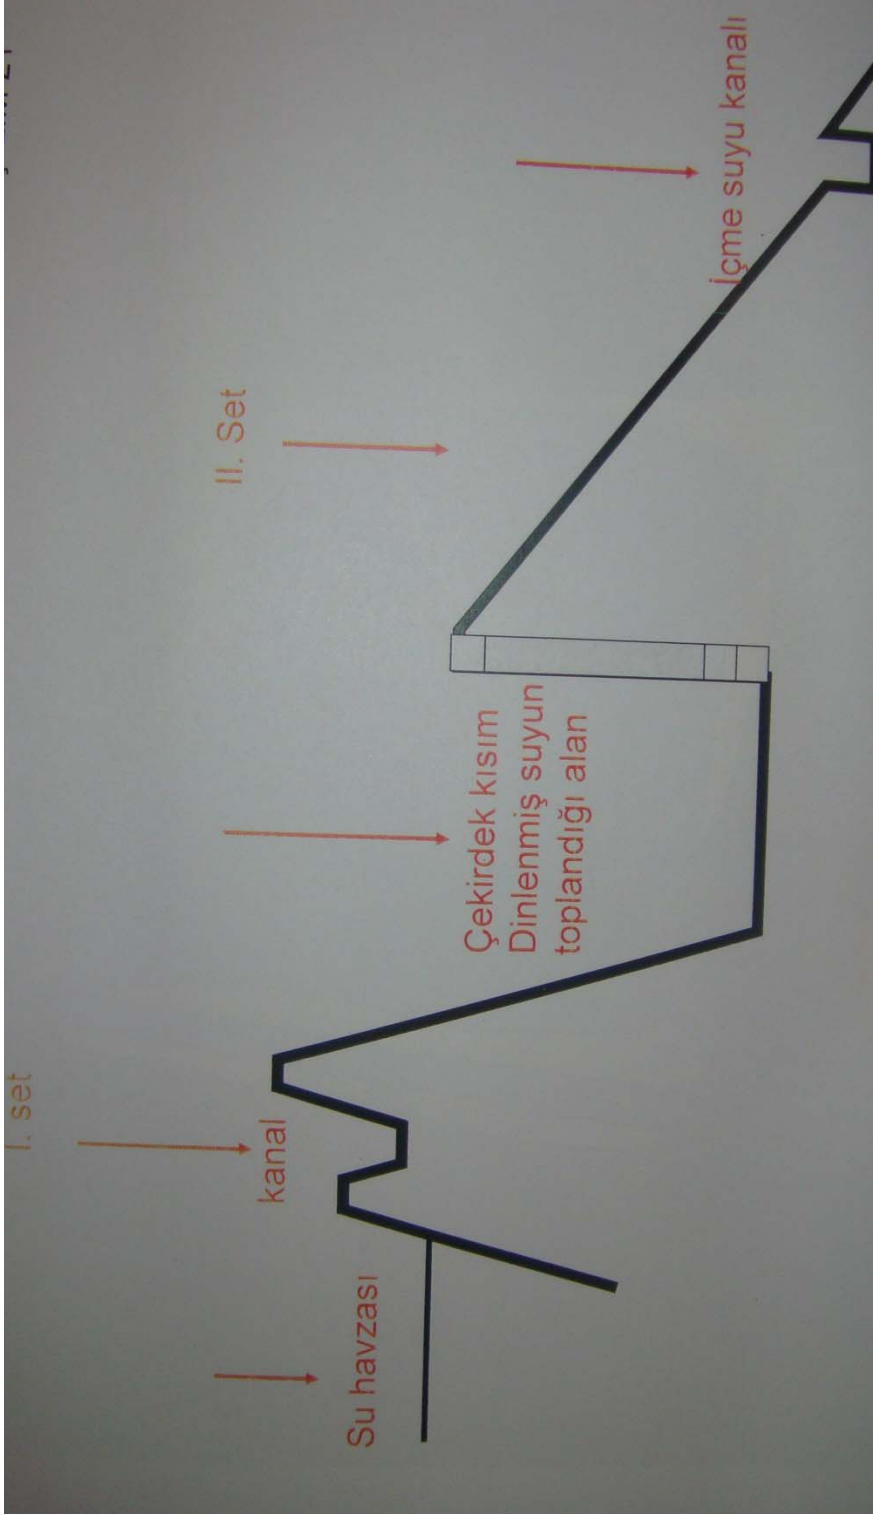 I. set
II. Set
Su havzası
kanal
Çekirdek kısım
Dinlenmiş suyun
toplandığı alan
İçme suyu kanalı